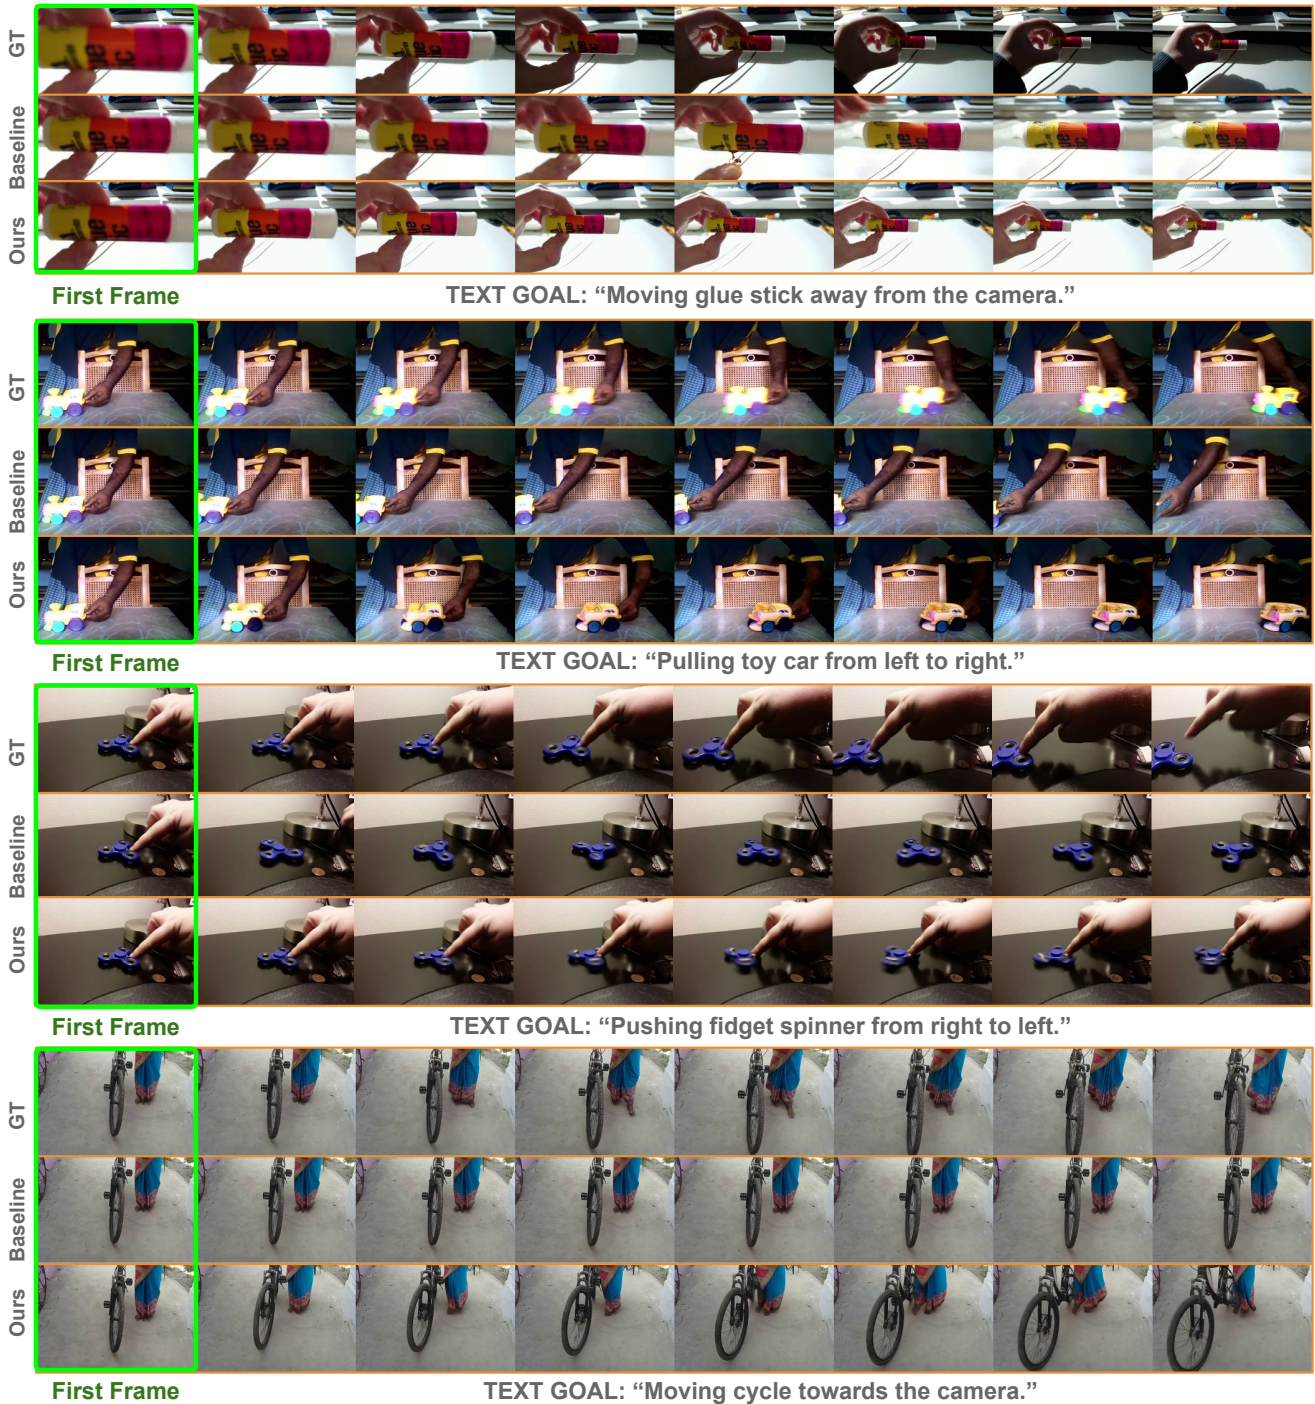 GT
Baseline
Ours
First Frame
TEXT GOAL: “Moving glue stick away from the camera.”
GT
Baseline
Ours
First Frame
TEXT GOAL: “Pulling toy car from left to right.”
GT
Baseline
Ours
First Frame
TEXT GOAL: “Pushing fidget spinner from right to left.”
GT
Baseline
Ours
First Frame
TEXT GOAL: “Moving cycle towards the camera.”